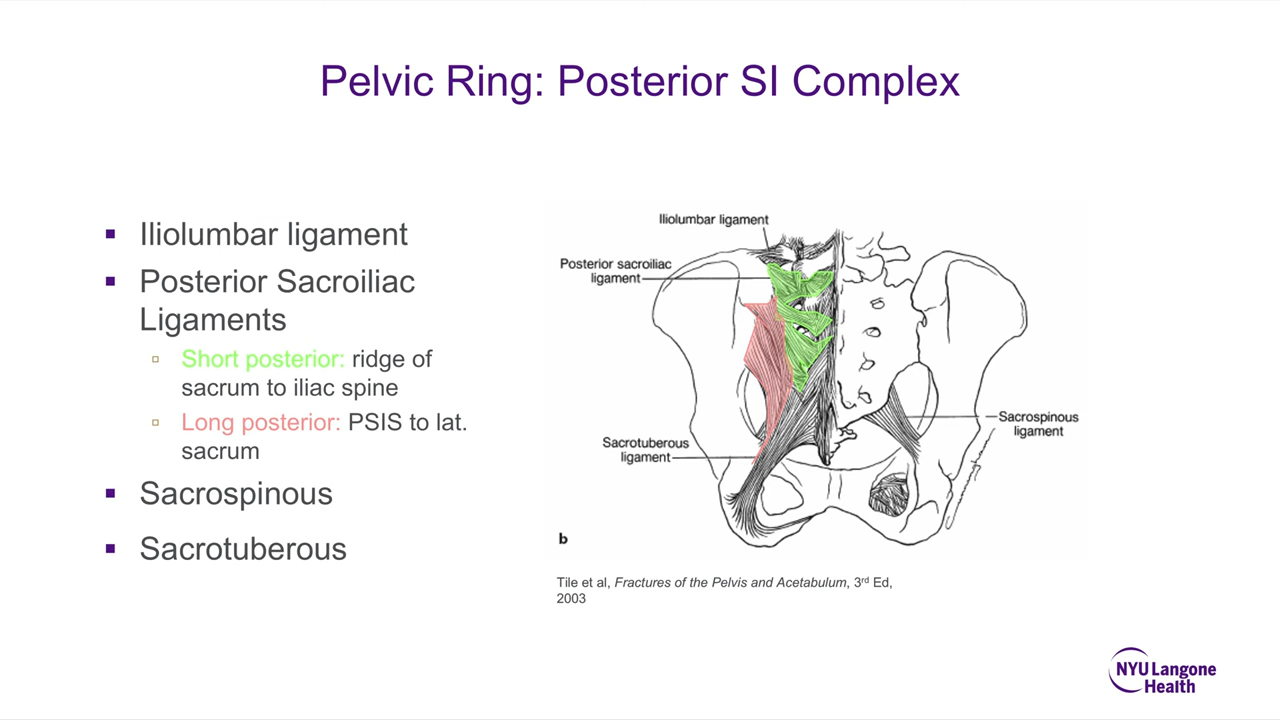 Pelvic Ring: Posterior SI Complex
▪ Iliolumbar ligament
▪ Posterior Sacroiliac
Ligaments
▫ Short posterior: ridge of
sacrum to iliac spine
▫ Long posterior: PSIS to lat.
sacrum
▪ Sacrospinous
▪ Sacrotuberous
Iliolumbar ligament
Posterior sacroiliac
ligament
Sacrospinous
ligament
Sacrotuberous
ligament
b
Tile et al, Fractures of the Pelvis and Acetabulum, 3rd Ed,
2003
NYU Langone
Health